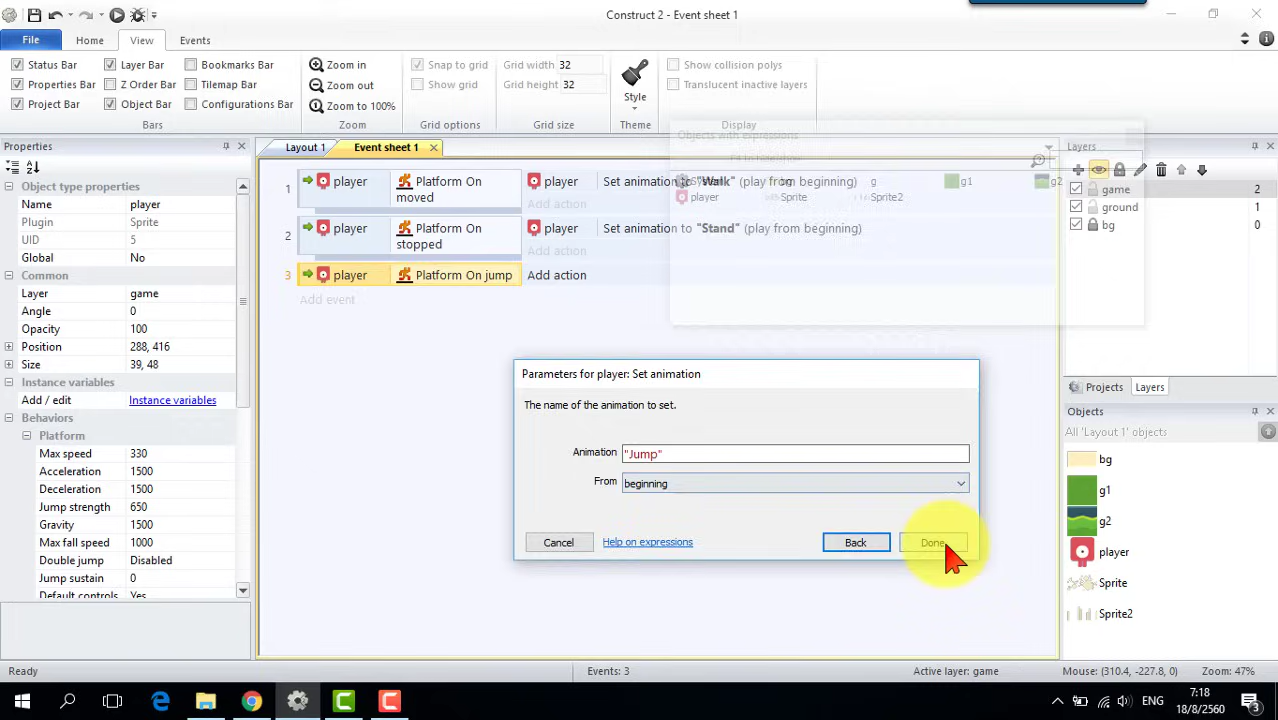 Construct 2 - Event sheet 1
File Home View Events
Status Bar Layer Bar Bookmarks Bar
Properties Bar Z Order Bar Tilemap Bar
Project Bar Object Bar Configurations Bar
Bars
Zoom in
Zoom out
Zoom to 100%
Zoom
Snap to grid
Show grid
Grid options
Grid width 32
Grid height 32
Grid size
Style
Theme
Show collision polys
Translucent inactive layers
Display
Properties
Object type properties
Name player
Plugin Sprite
UID 5
Global No
Common
Layer game
Angle 0
Opacity 100
Position 288, 416
Size 39, 48
Instance variables
Add / edit Instance variables
Behaviors
Platform
Max speed 330
Acceleration 1500
Deceleration 1500
Jump strength 650
Gravity 1500
Max fall speed 1000
Double jump Disabled
Jump sustain 0
Default controls Yes
Layout 1 Event sheet 1
Objects with expressions
1 player Platform On moved player Set animation to "Walk" (play from beginning)
Add action
2 player Platform On stopped player Set animation to "Stand" (play from beginning)
Add action
3 player Platform On jump Add action
Add event
g g1 g2
player Sprite Sprite2
Parameters for player: Set animation
The name of the animation to set.
Animation "Jump"
From beginning
Cancel Help on expressions Back Done
Layers
game 2
ground 1
bg 0
Projects Layers
Objects
All 'Layout 1' objects
bg
g1
g2
player
Sprite
Sprite2
Ready Events: 3 Active layer: game Mouse: (310.4, -227.8, 0) Zoom: 47%
ENG
7:18
18/8/2560
3